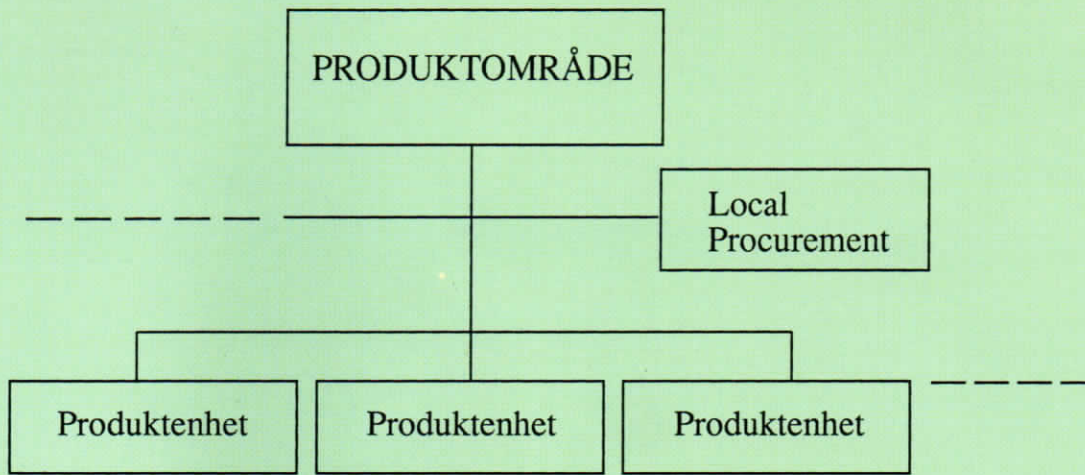 PRODUKTOMRÅDE
Local
Procurement
Produktenhet
Produktenhet
Produktenhet